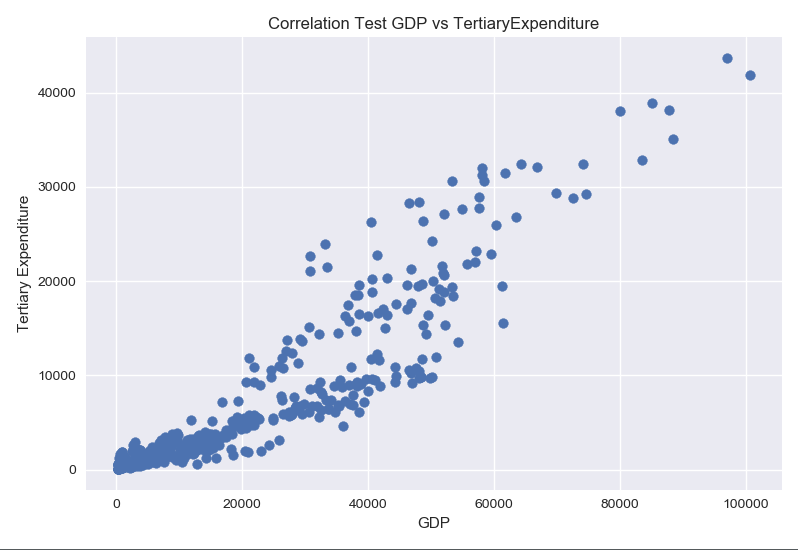 Correlation Test GDP vs TertiaryExpenditure
Tertiary Expenditure
40000
30000
20000
10000
0
0 20000 40000 60000 80000 100000
GDP